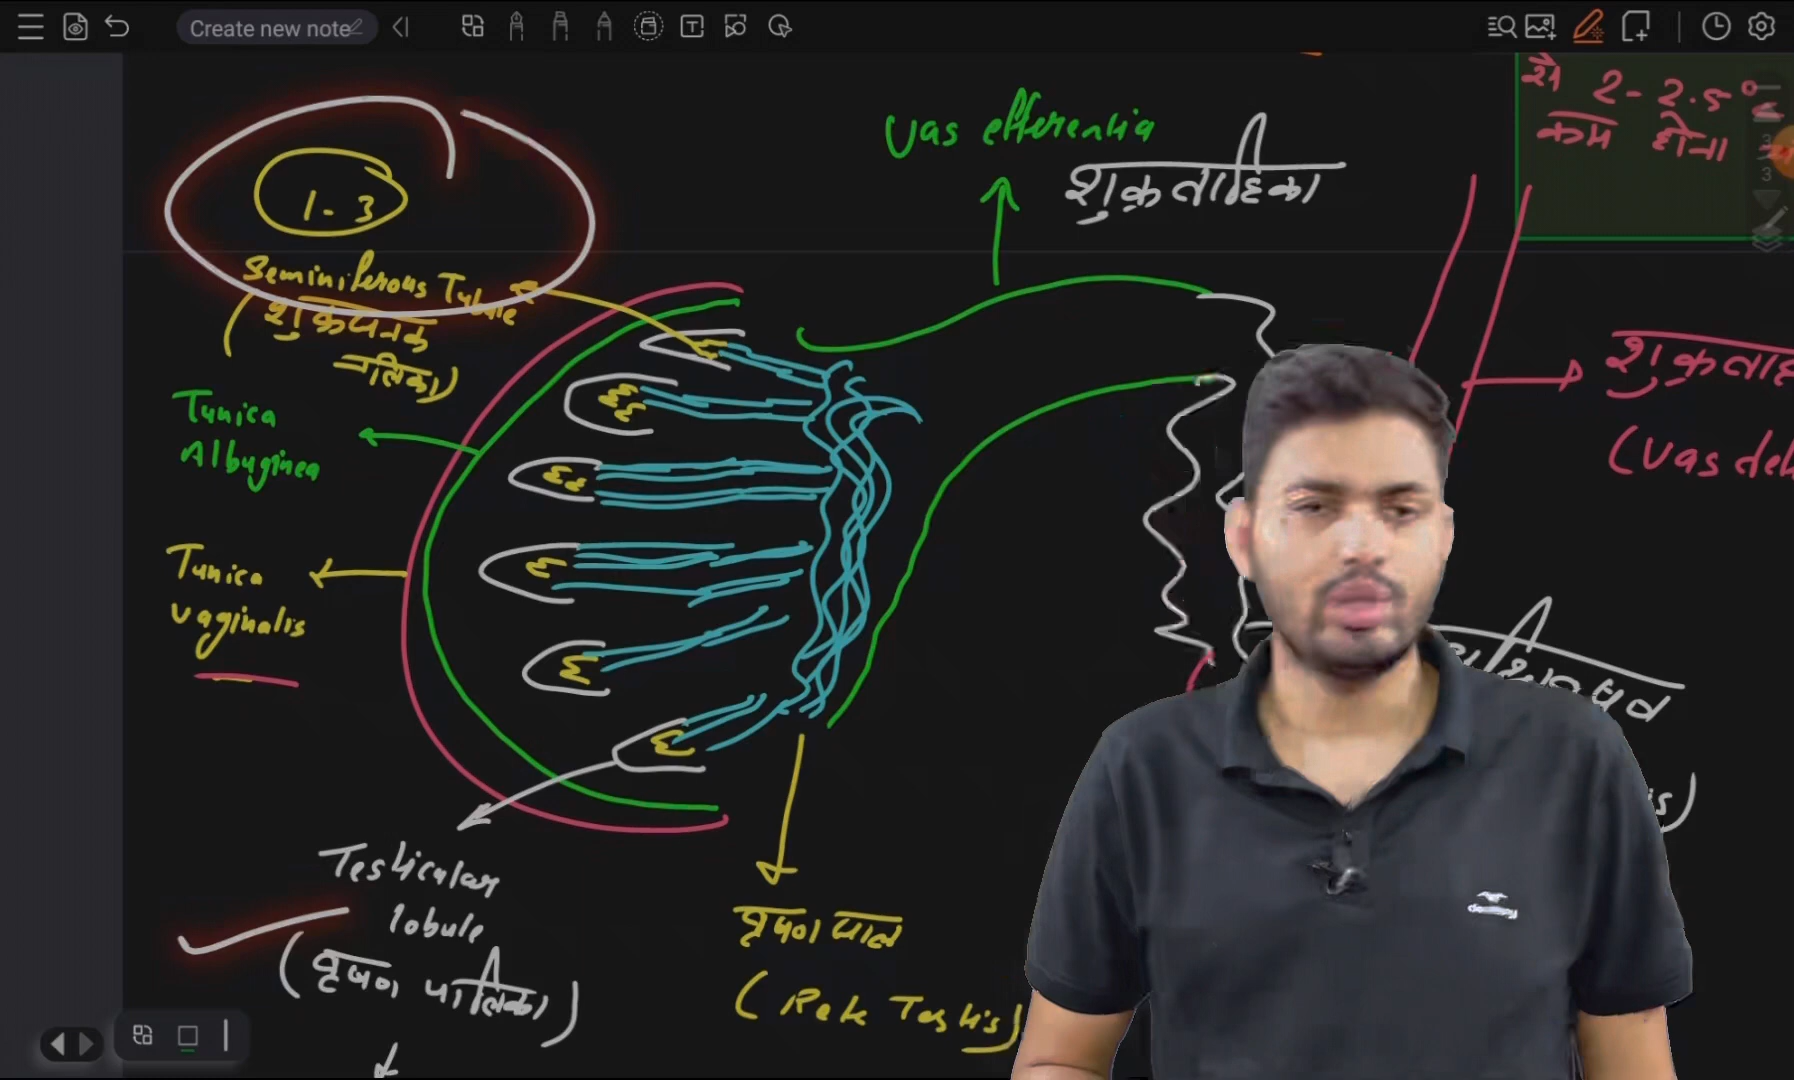 Create new note
से 2-2.5°
कम होना
Vas efferentia
शुक्रवाहिका
1-3
Seminiferous Tubule
(शुक्रजनक
नलिका)
Tunica
Albuginea
Tunica
vaginalis
(Vas def
Testicular
lobule
(वृषण पालिका)
वृषण जाल
(Rete Testis)